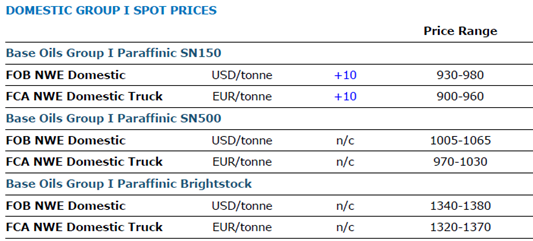 DOMESTIC GROUP I SPOT PRICES
Price Range
Base Oils Group I Paraffinic SN150
FOB NWE Domestic USD/tonne +10 930-980
FCA NWE Domestic Truck EUR/tonne +10 900-960
Base Oils Group I Paraffinic SN500
FOB NWE Domestic USD/tonne n/c 1005-1065
FCA NWE Domestic Truck EUR/tonne n/c 970-1030
Base Oils Group I Paraffinic Brightstock
FOB NWE Domestic USD/tonne n/c 1340-1380
FCA NWE Domestic Truck EUR/tonne n/c 1320-1370